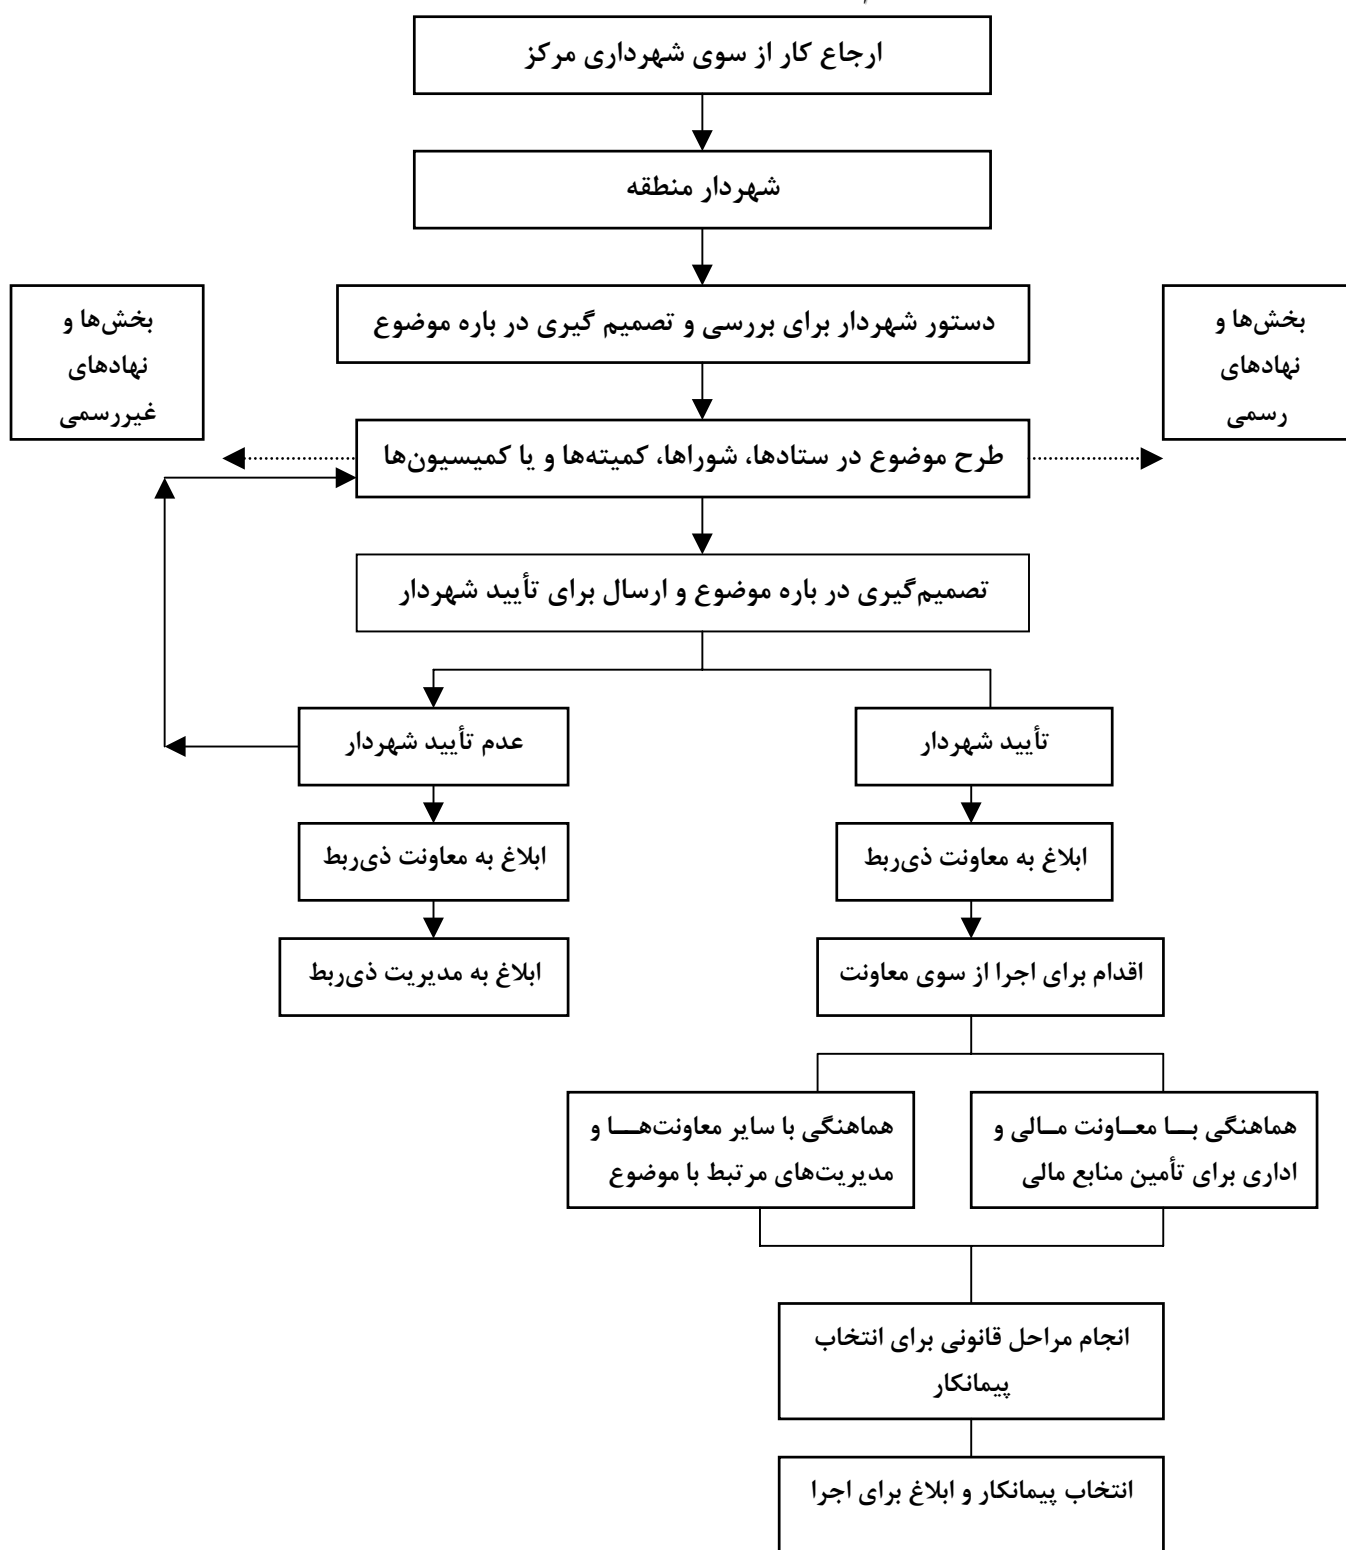 ارجاع کار از سوی شهرداری مرکز
شهردار منطقه
دستور شهردار برای بررسی و تصمیم گیری در باره موضوع
بخش‌ها و
نهادهای
رسمی
بخش‌ها و
نهادهای
غیررسمی
طرح موضوع در ستادها، شوراها، کمیته‌ها و یا کمیسیون‌ها
تصمیم‌گیری در باره موضوع و ارسال برای تأیید شهردار
تأیید شهردار
عدم تأیید شهردار
ابلاغ به معاونت ذی‌ربط
ابلاغ به معاونت ذی‌ربط
اقدام برای اجرا از سوی معاونت
ابلاغ به مدیریت ذی‌ربط
هماهنگی بــا معــاونت مــالی و
اداری برای تأمین منابع مالی
هماهنگی با سایر معاونت‌هــا و
مدیریت‌های مرتبط با موضوع
انجام مراحل قانونی برای انتخاب
پیمانکار
انتخاب پیمانکار و ابلاغ برای اجرا